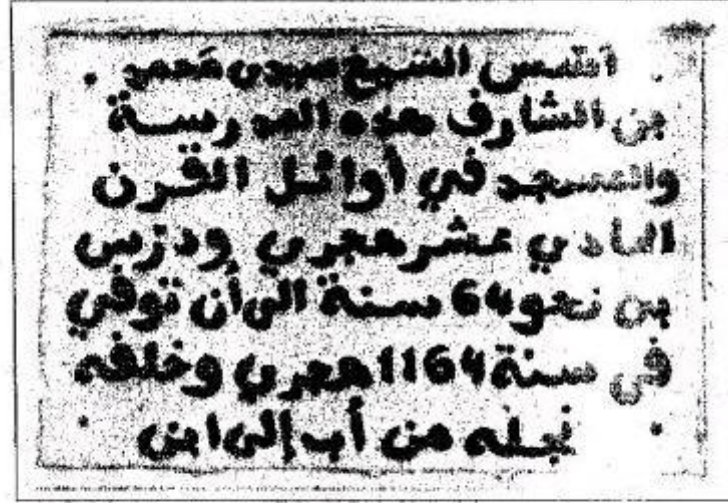 أسس الشيخ سيدي محمد
بن الشارف هذه المدرسة
والمسجد في أوائل القرن
الحادي عشر هجري ودرس
بن نحو 64 سنة الى أن توفي
في سنة 1164 هجري وخلفه
نجله من أب إلى ابن